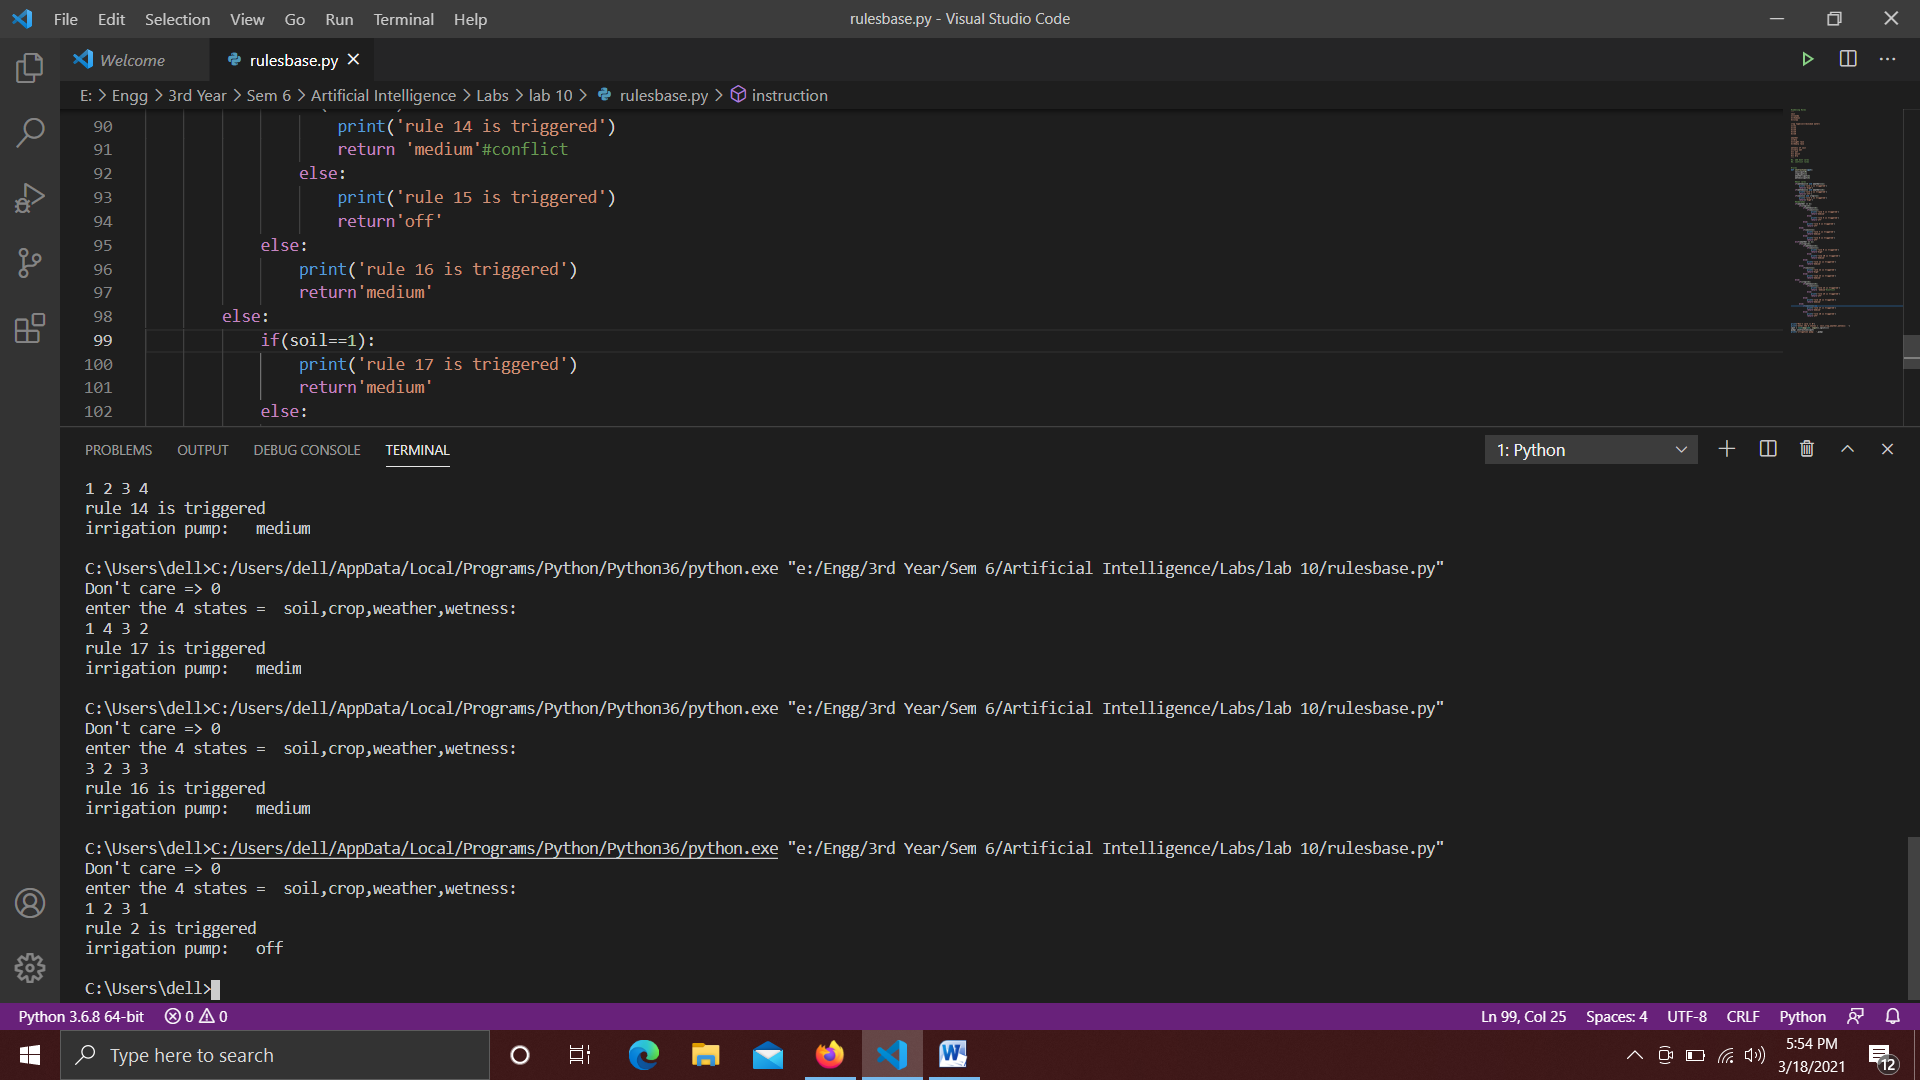 File Edit Selection View Go Run Terminal Help
rulesbase.py - Visual Studio Code
Welcome
rulesbase.py
E: > Engg > 3rd Year > Sem 6 > Artificial Intelligence > Labs > lab 10 > rulesbase.py > instruction
90 print('rule 14 is triggered')
91 return 'medium'#conflict
92 else:
93 print('rule 15 is triggered')
94 return'off'
95 else:
96 print('rule 16 is triggered')
97 return'medium'
98 else:
99 if(soil==1):
100 print('rule 17 is triggered')
101 return'medium'
102 else:
PROBLEMS OUTPUT DEBUG CONSOLE TERMINAL
1: Python
1 2 3 4
rule 14 is triggered
irrigation pump:   medium
C:\Users\dell>C:/Users/dell/AppData/Local/Programs/Python/Python36/python.exe "e:/Engg/3rd Year/Sem 6/Artificial Intelligence/Labs/lab 10/rulesbase.py"
Don't care => 0
enter the 4 states =  soil,crop,weather,wetness:
1 4 3 2
rule 17 is triggered
irrigation pump:   medim
C:\Users\dell>C:/Users/dell/AppData/Local/Programs/Python/Python36/python.exe "e:/Engg/3rd Year/Sem 6/Artificial Intelligence/Labs/lab 10/rulesbase.py"
Don't care => 0
enter the 4 states =  soil,crop,weather,wetness:
3 2 3 3
rule 16 is triggered
irrigation pump:   medium
C:\Users\dell>C:/Users/dell/AppData/Local/Programs/Python/Python36/python.exe "e:/Engg/3rd Year/Sem 6/Artificial Intelligence/Labs/lab 10/rulesbase.py"
Don't care => 0
enter the 4 states =  soil,crop,weather,wetness:
1 2 3 1
rule 2 is triggered
irrigation pump:   off
C:\Users\dell>
Python 3.6.8 64-bit 0 0
Ln 99, Col 25 Spaces: 4 UTF-8 CRLF Python
Type here to search
5:54 PM
3/18/2021
12